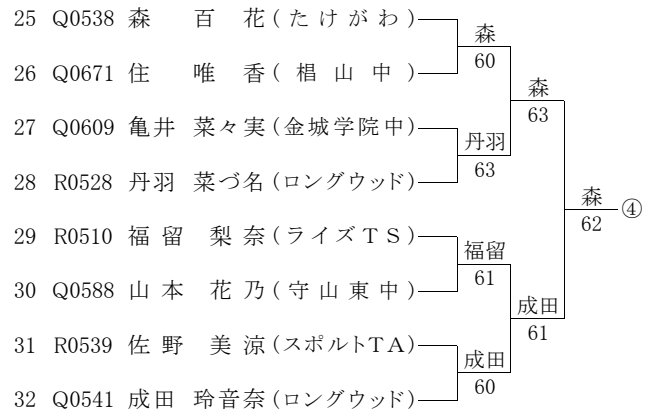 25 Q0538 森 百 花(たけがわ)
森
60
26 Q0671 住 唯 香(椙山中)
森
63
27 Q0609 亀井 菜々実(金城学院中)
丹羽
63
28 R0528 丹羽 菜づ名(ロングウッド)
森
62
④
29 R0510 福留 梨奈(ライズTS)
福留
61
30 Q0588 山本 花乃(守山東中)
成田
61
31 R0539 佐野 美涼(スポルトTA)
成田
60
32 Q0541 成田 玲音奈(ロングウッド)